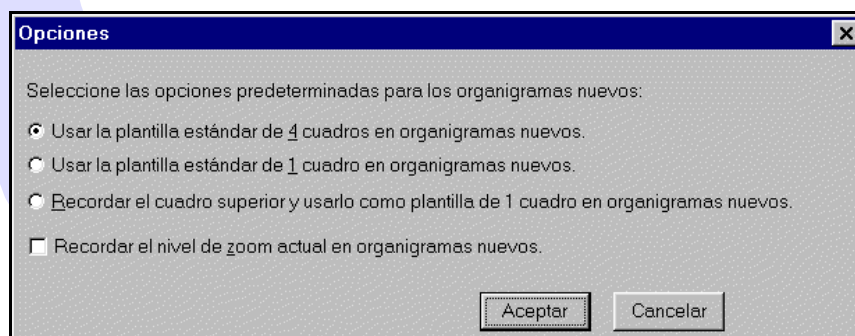 Opciones
Seleccione las opciones predeterminadas para los organigramas nuevos:
Usar la plantilla estándar de 4 cuadros en organigramas nuevos.
Usar la plantilla estándar de 1 cuadro en organigramas nuevos.
Recordar el cuadro superior y usarlo como plantilla de 1 cuadro en organigramas nuevos.
Recordar el nivel de zoom actual en organigramas nuevos.
Aceptar Cancelar